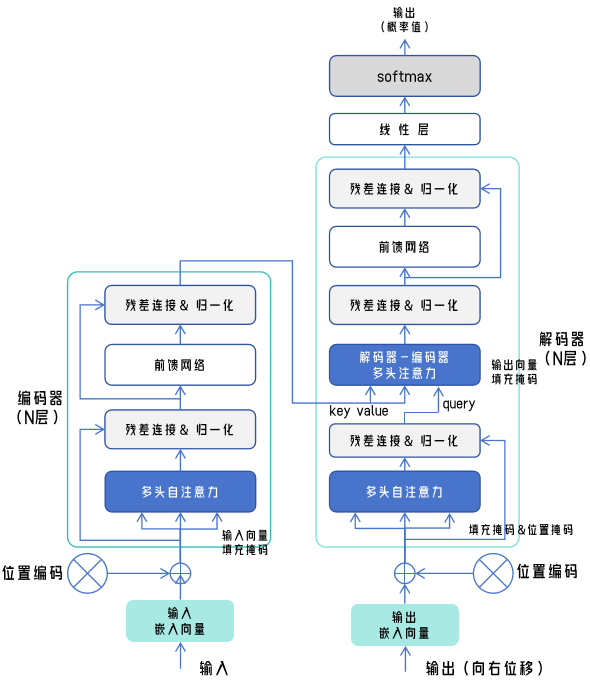 输出
（概率值）
softmax
线 性 层
残差连接& 归一化
前馈网络
残差连接& 归一化
解码器-编码器
多头注意力
输出向量
填充掩码
解码器
（N层）
key value
query
残差连接& 归一化
多头自注意力
填充掩码&位置掩码
位置编码
输出
嵌入向量
输出（向右位移）
残差连接& 归一化
前馈网络
编码器
（N层）
残差连接& 归一化
多头自注意力
输入向量
填充掩码
位置编码
输入
嵌入向量
输入